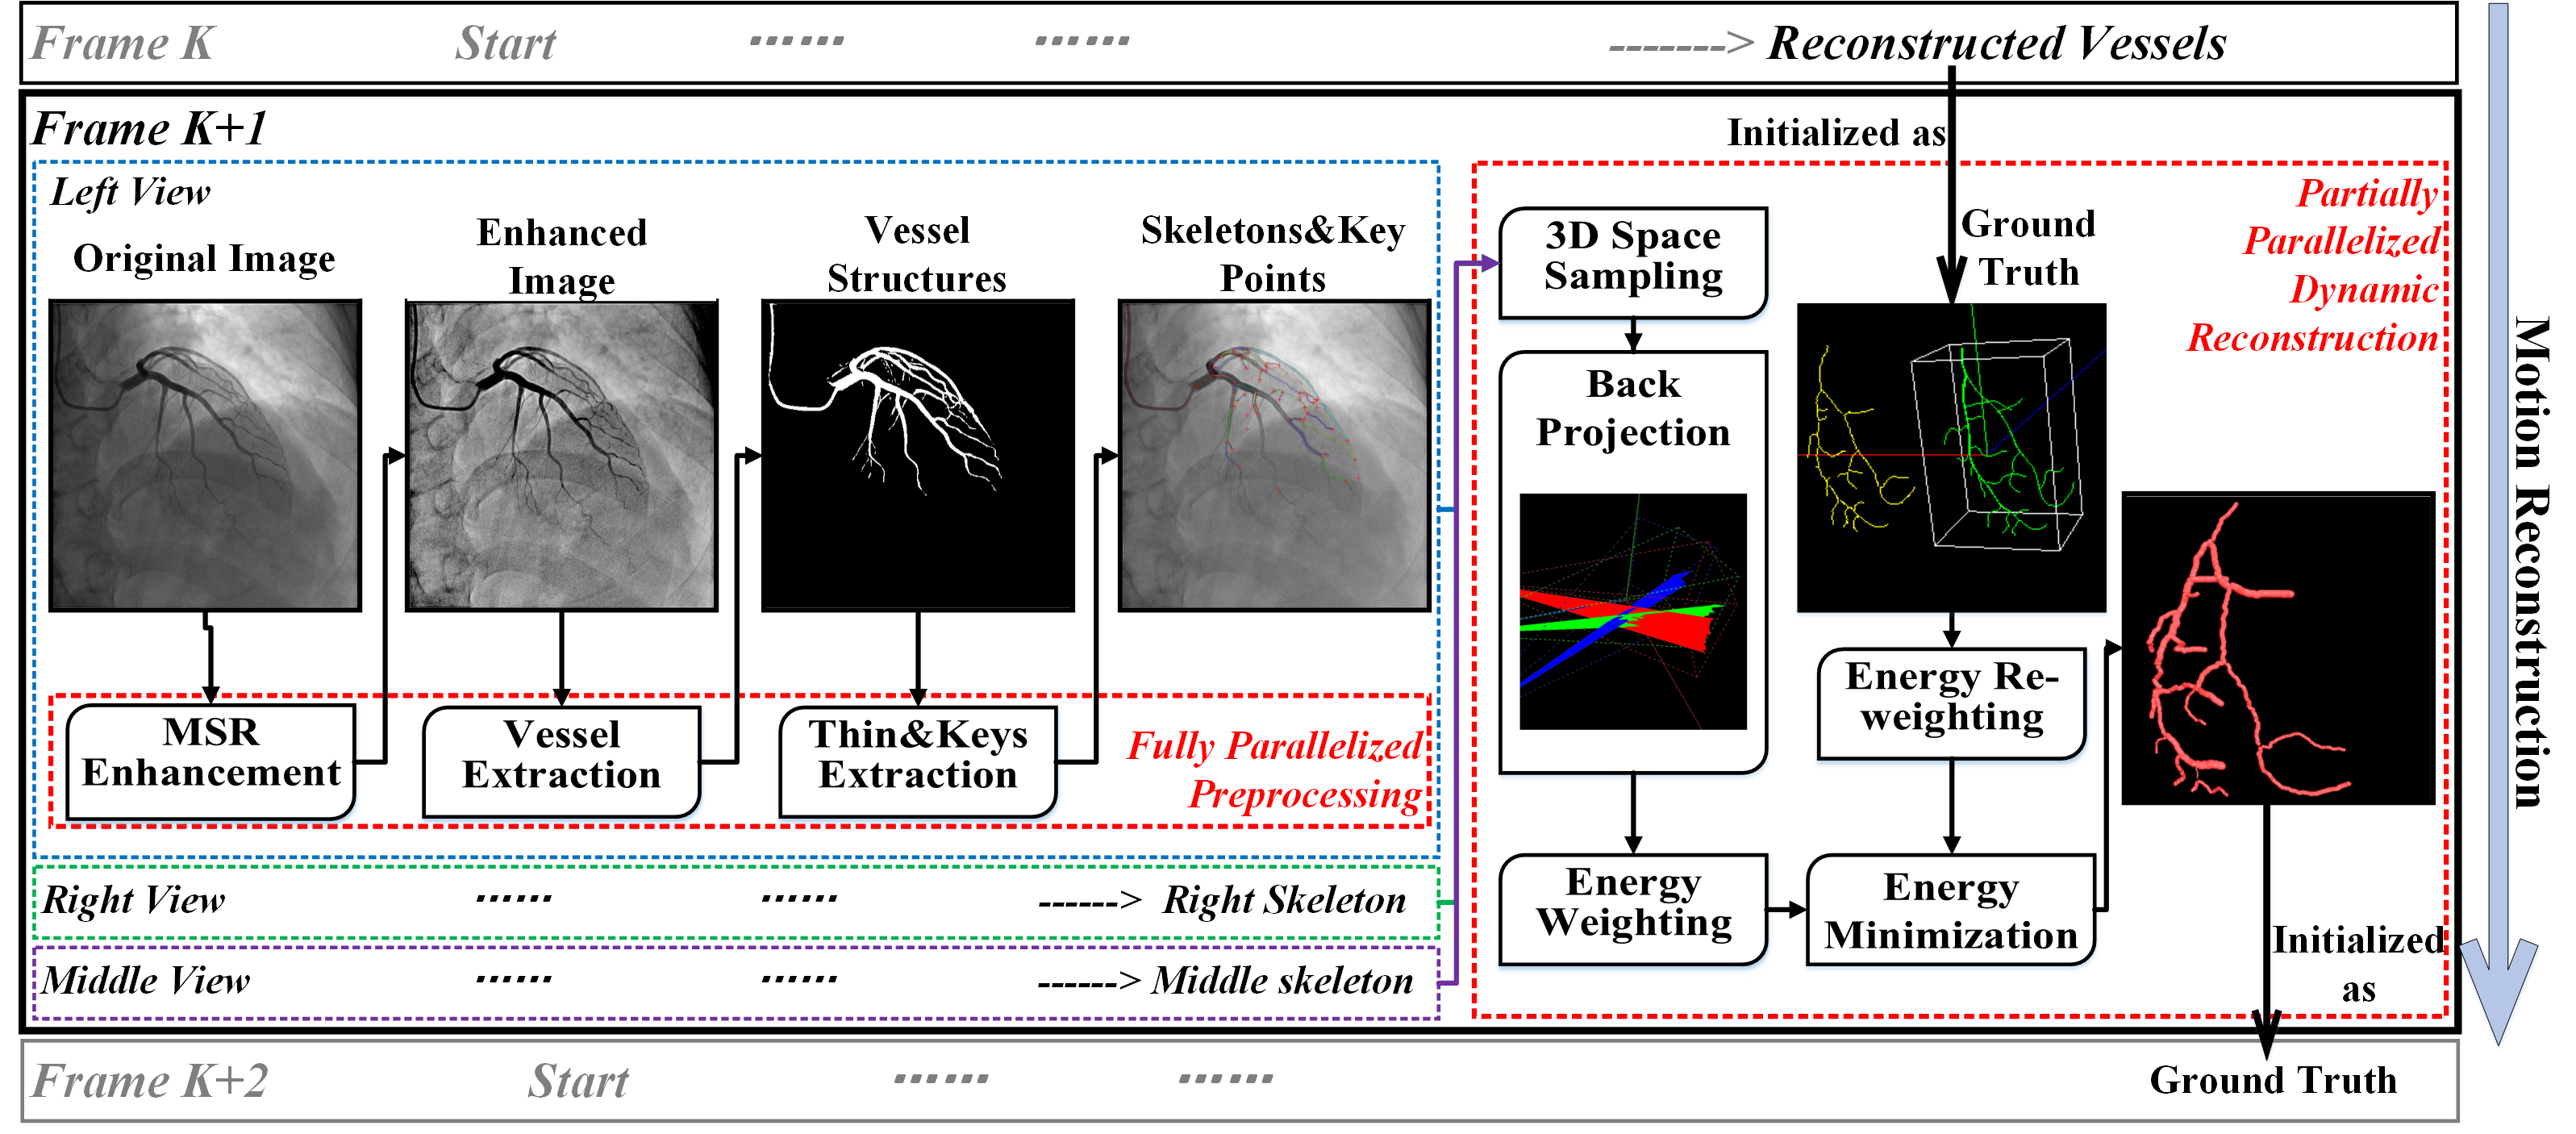 Frame K Start ...... ...... -------> Reconstructed Vessels
Frame K+1
Initialized as
Left View
Original Image
Enhanced
Image
Vessel
Structures
Skeletons&Key
Points
MSR
Enhancement
Vessel
Extraction
Thin&Keys
Extraction
Fully Parallelized
Preprocessing
Right View ...... ...... ------> Right Skeleton
Middle View ...... ...... ------> Middle skeleton
3D Space
Sampling
Back
Projection
Energy
Weighting
Ground
Truth
Energy Re-
weighting
Energy
Minimization
Partially
Parallelized
Dynamic
Reconstruction
Initialized
as
Motion Reconstruction
Frame K+2 Start ...... ...... Ground Truth